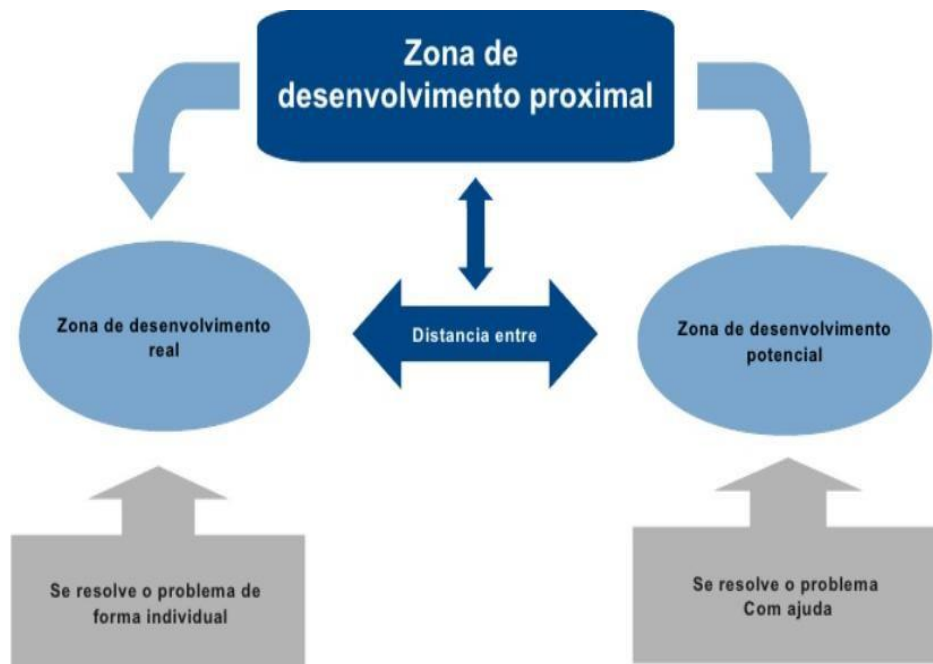 Zona de
desenvolvimento proximal
Zona de desenvolvimento
real
Distancia entre
Zona de desenvolvimento
potencial
Se resolve o problema de
forma individual
Se resolve o problema
Com ajuda